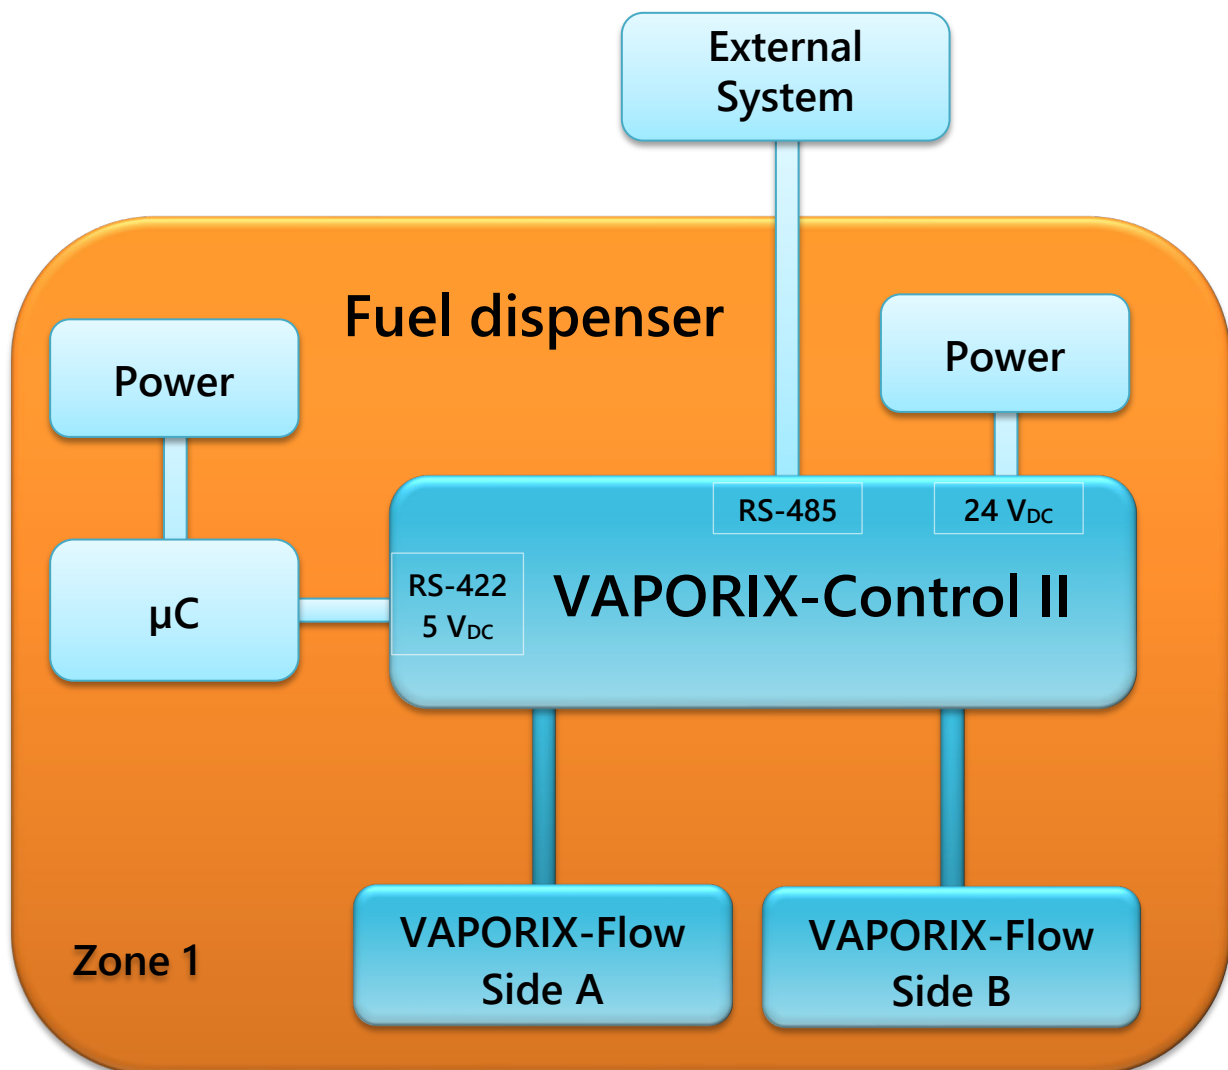 External
System
Fuel dispenser
Power
Power
RS-485
24 VDC
RS-422
5 VDC
VAPORIX-Control II
µC
VAPORIX-Flow
Side A
VAPORIX-Flow
Side B
Zone 1